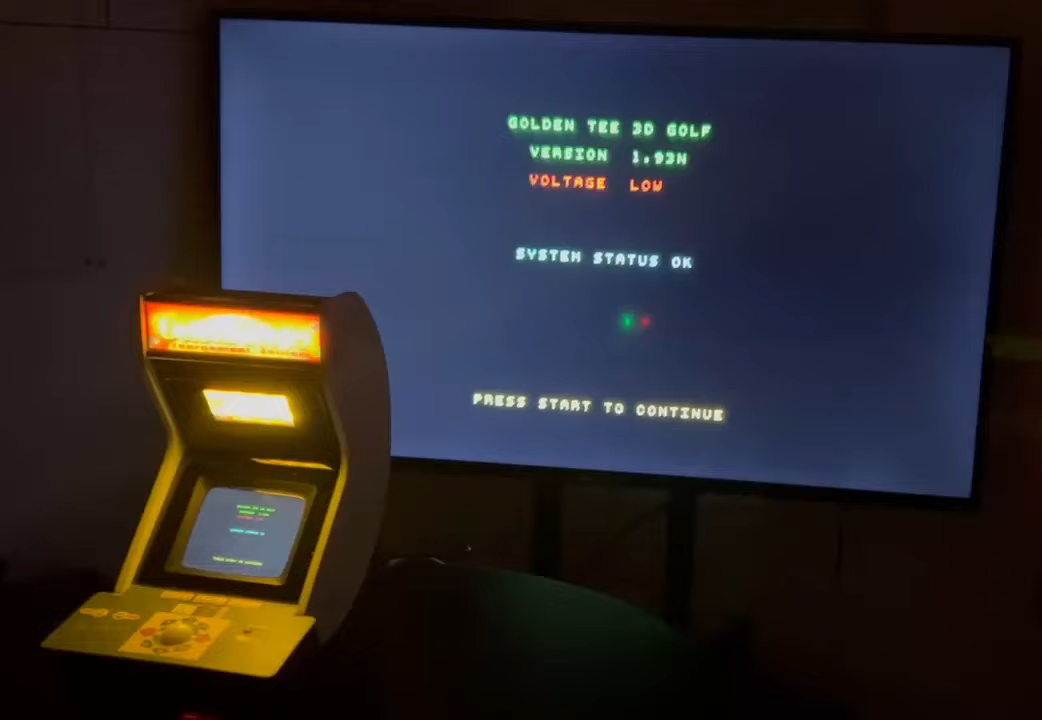 GOLDEN TEE 3D GOLF
VERSION 1.93N
VOLTAGE LOW
SYSTEM STATUS OK
PRESS START TO CONTINUE